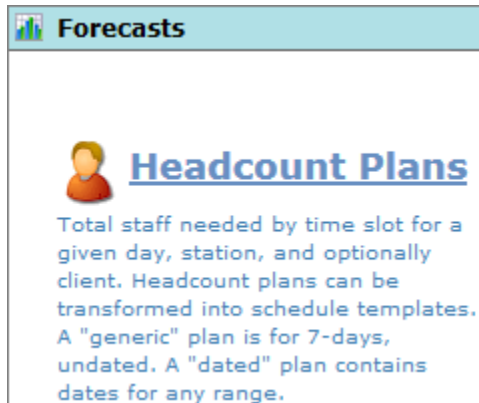 Forecasts
Headcount Plans
Total staff needed by time slot for a
given day, station, and optionally
client. Headcount plans can be
transformed into schedule templates.
A "generic" plan is for 7-days,
undated. A "dated" plan contains
dates for any range.